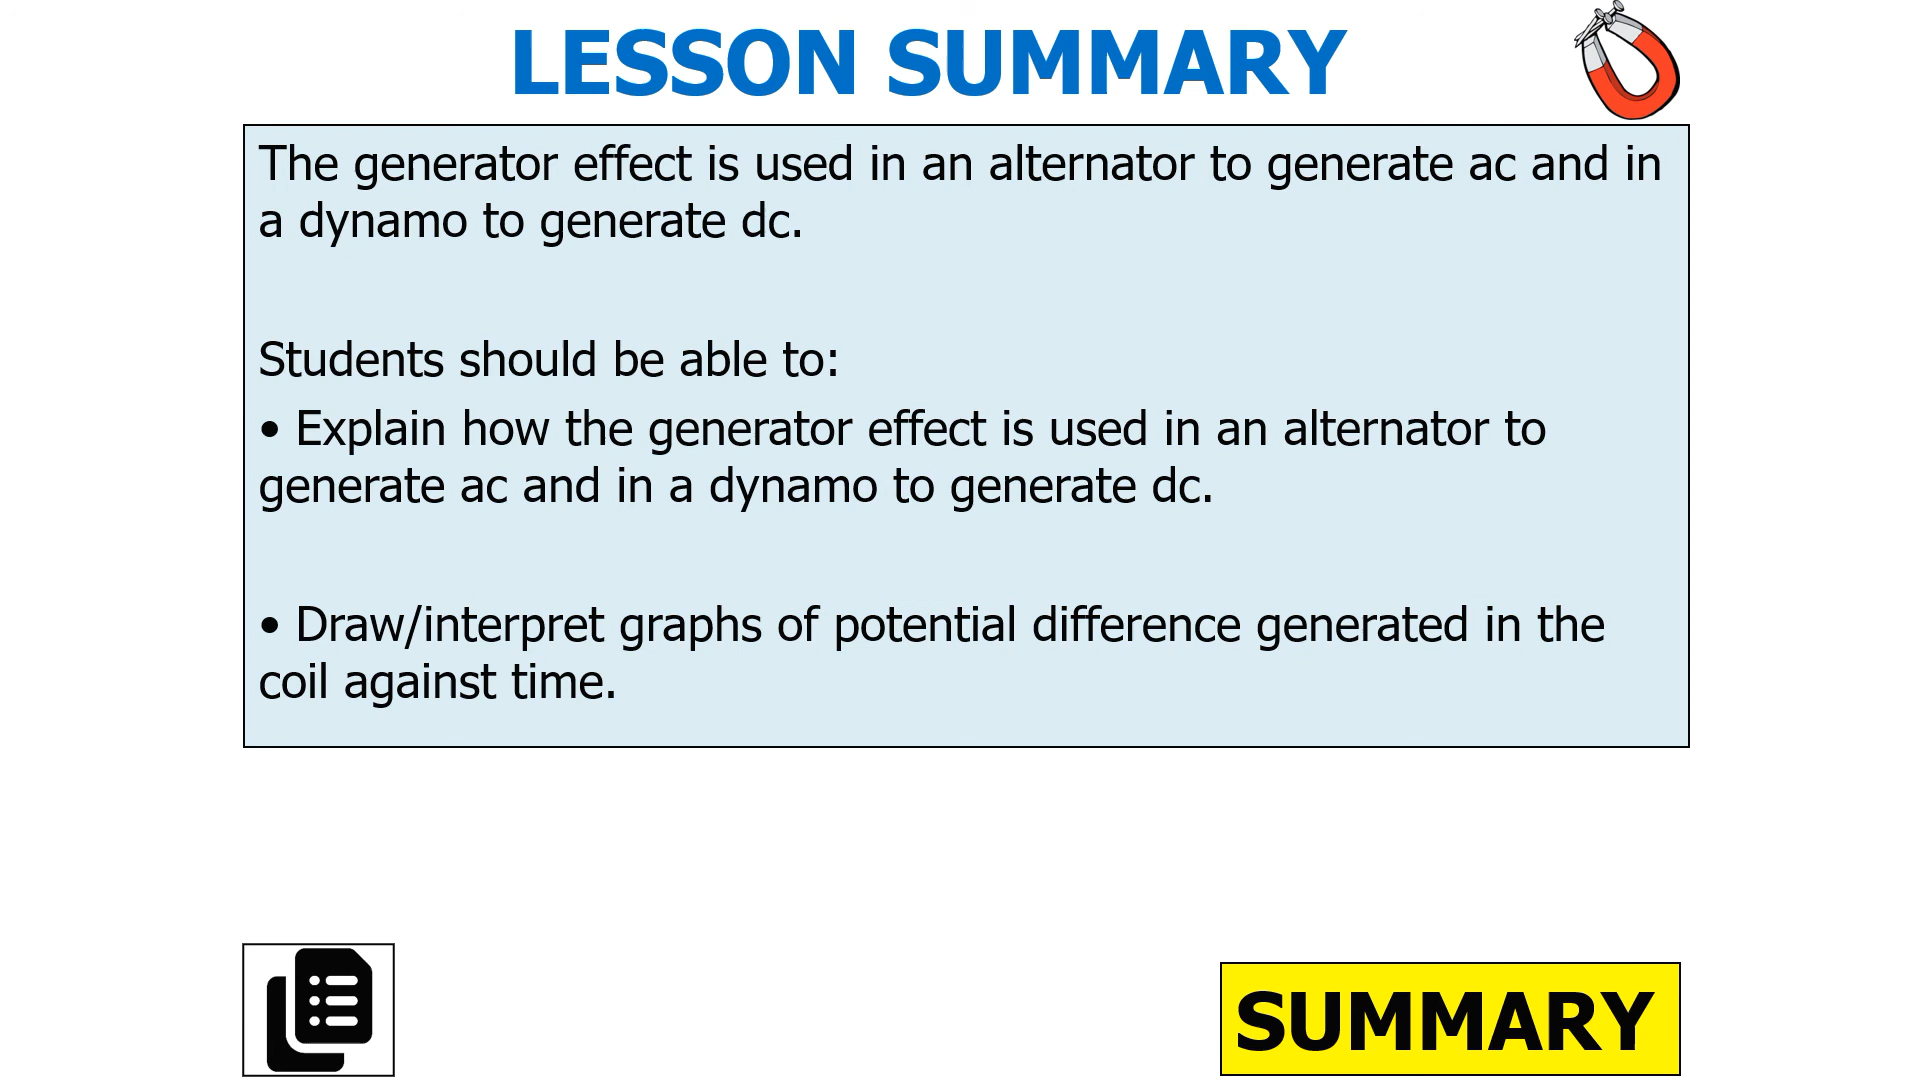 LESSON SUMMARY
The generator effect is used in an alternator to generate ac and in
a dynamo to generate dc.
Students should be able to:
• Explain how the generator effect is used in an alternator to
generate ac and in a dynamo to generate dc.
• Draw/interpret graphs of potential difference generated in the
coil against time.
SUMMARY